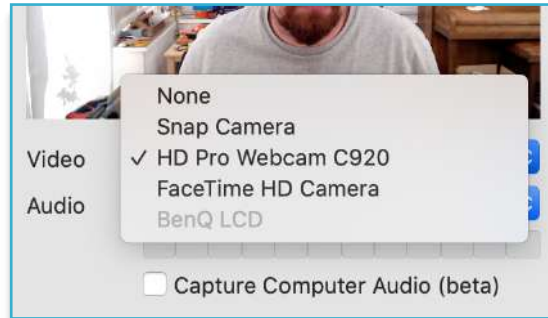 None
Snap Camera
Video
✓ HD Pro Webcam C920
FaceTime HD Camera
Audio
BenQ LCD
Capture Computer Audio (beta)